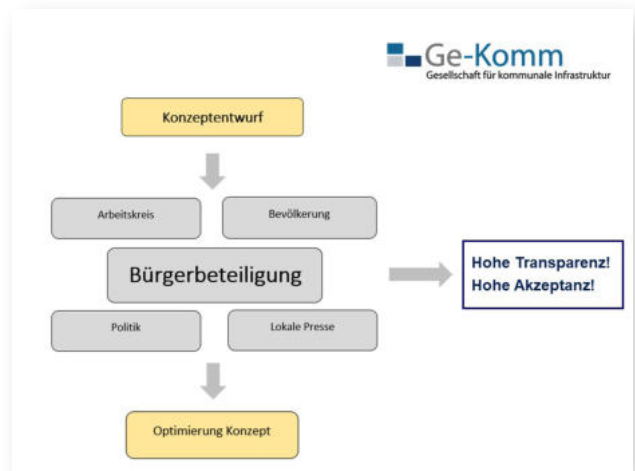 Ge-Komm
Gesellschaft für kommunale Infrastruktur
Konzeptentwurf
Arbeitskreis
Bevölkerung
Bürgerbeteiligung
Hohe Transparenz!
Hohe Akzeptanz!
Politik
Lokale Presse
Optimierung Konzept